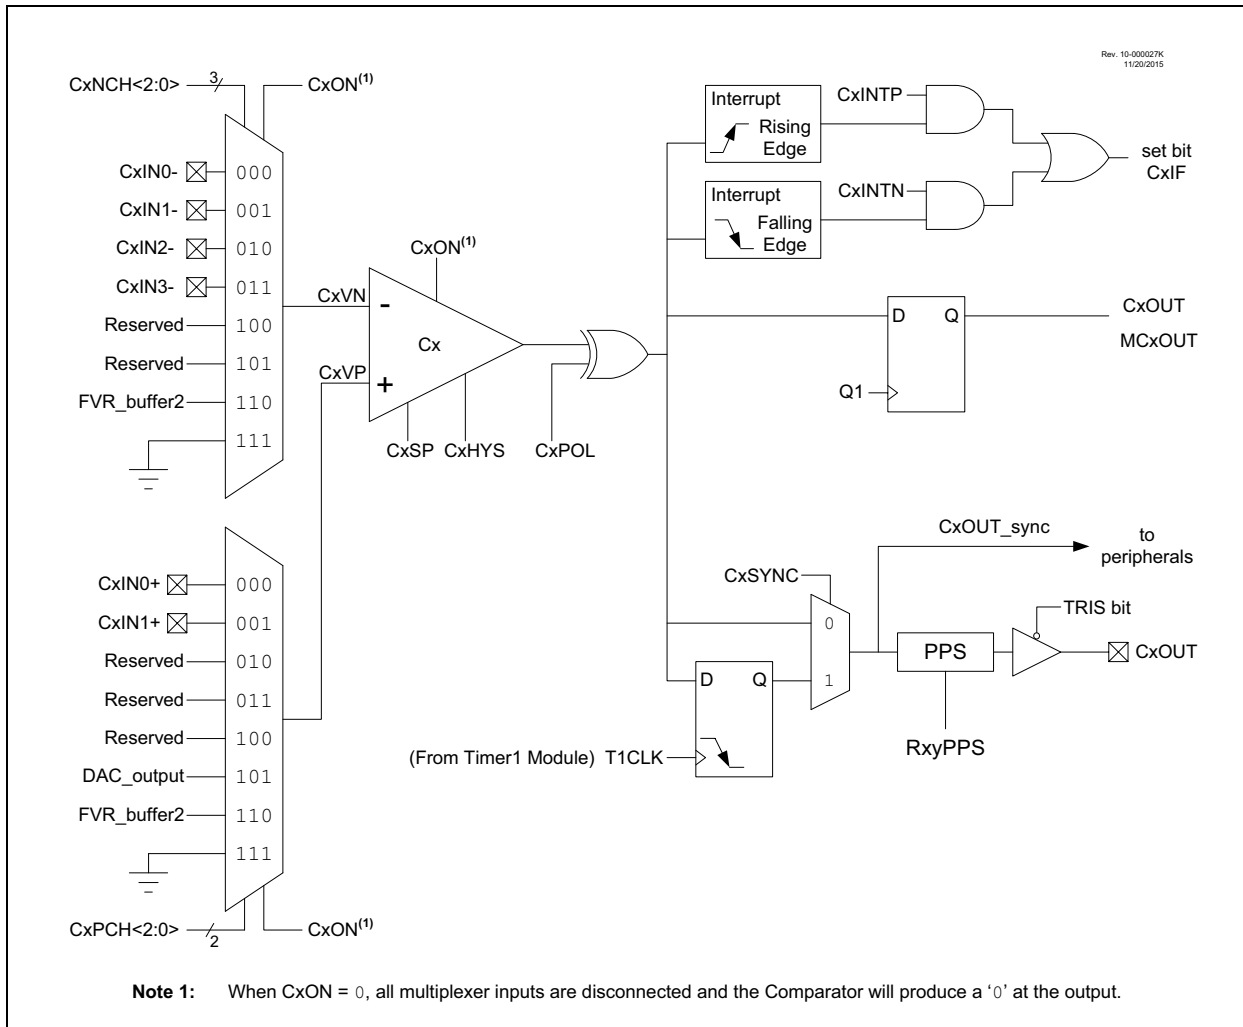 Rev. 10-000027K
11/20/2015
CxNCH<2:0>
3
CxON(1)
CxIN0-
000
CxIN1-
001
CxIN2-
010
CxIN3-
011
Reserved
100
Reserved
101
FVR_buffer2
110
111
CxVN
-
CxON(1)
Cx
CxVP
+
CxSP
CxHYS
CxPOL
Interrupt
Rising
Edge
CxINTP
Interrupt
Falling
Edge
CxINTN
set bit
CxIF
D
Q
Q1
CxOUT
MCxOUT
CxIN0+
000
CxIN1+
001
Reserved
010
Reserved
011
Reserved
100
DAC_output
101
FVR_buffer2
110
111
CxPCH<2:0>
2
CxON(1)
CxOUT_sync
to
peripherals
CxSYNC
0
1
D
Q
(From Timer1 Module) T1CLK
PPS
RxyPPS
TRIS bit
CxOUT
Note 1: When CxON = 0, all multiplexer inputs are disconnected and the Comparator will produce a ‘0’ at the output.